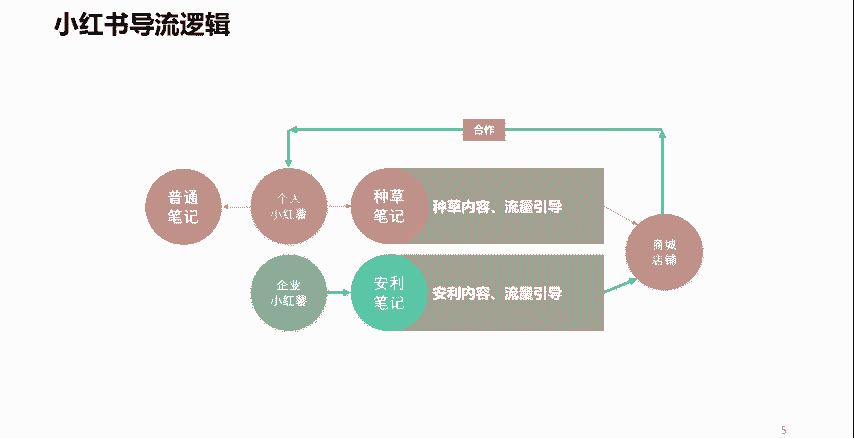 小红书导流逻辑
合作
普通
笔记
个人
小红薯
种草
笔记
种草内容、流量引导
商城
店铺
企业
小红薯
安利
笔记
安利内容、流量引导
5